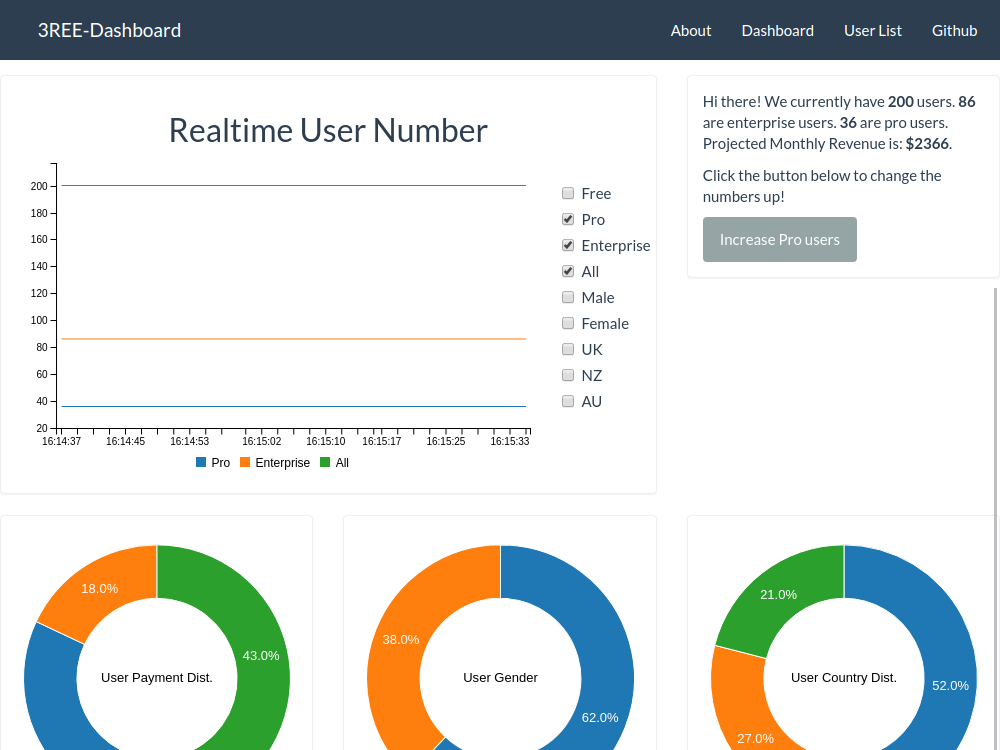 3REE-Dashboard
About Dashboard User List Github
Realtime User Number
200
180
160
140
120
100
80
60
40
20
16:14:37 16:14:45 16:14:53 16:15:02 16:15:10 16:15:17 16:15:25 16:15:33
Pro Enterprise All
Free
Pro
Enterprise
All
Male
Female
UK
NZ
AU
Hi there! We currently have 200 users. 86
are enterprise users. 36 are pro users.
Projected Monthly Revenue is: $2366.
Click the button below to change the
numbers up!
Increase Pro users
18.0%
43.0%
User Payment Dist.
38.0%
User Gender
62.0%
21.0%
User Country Dist.
52.0%
27.0%